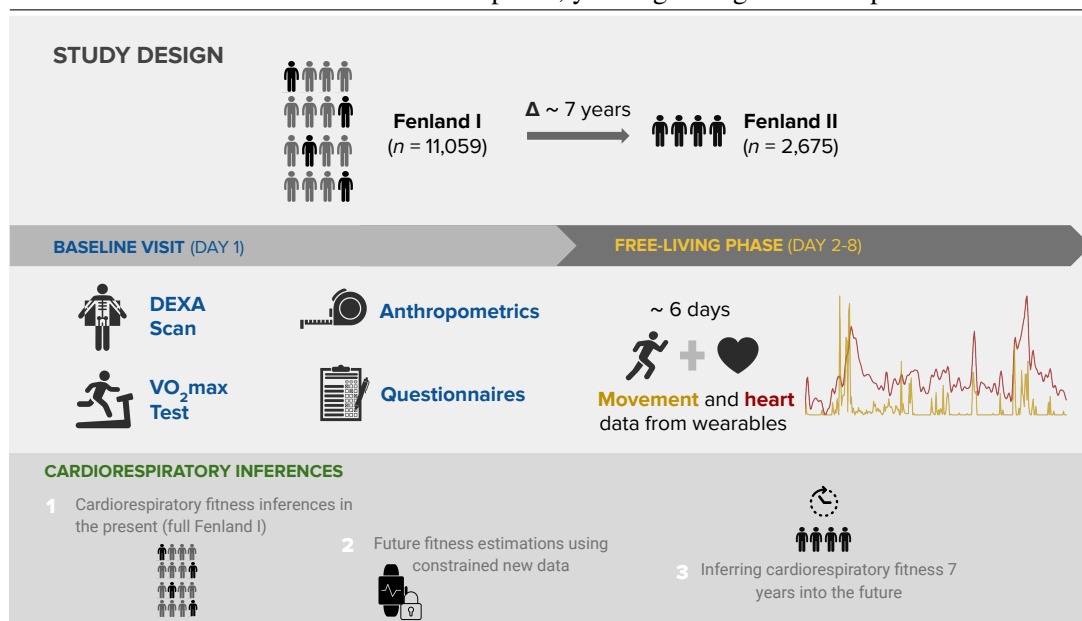 STUDY DESIGN
Fenland I
(n = 11,059)
Δ ~ 7 years
Fenland II
(n = 2,675)
BASELINE VISIT (DAY 1)
FREE-LIVING PHASE (DAY 2-8)
DEXA
Scan
Anthropometrics
VO2max
Test
Questionnaires
~ 6 days
Movement and heart
data from wearables
CARDIORESPIRATORY INFERENCES
1 Cardiorespiratory fitness inferences in
the present (full Fenland I)
2 Future fitness estimations using
constrained new data
3 Inferring cardiorespiratory fitness 7
years into the future